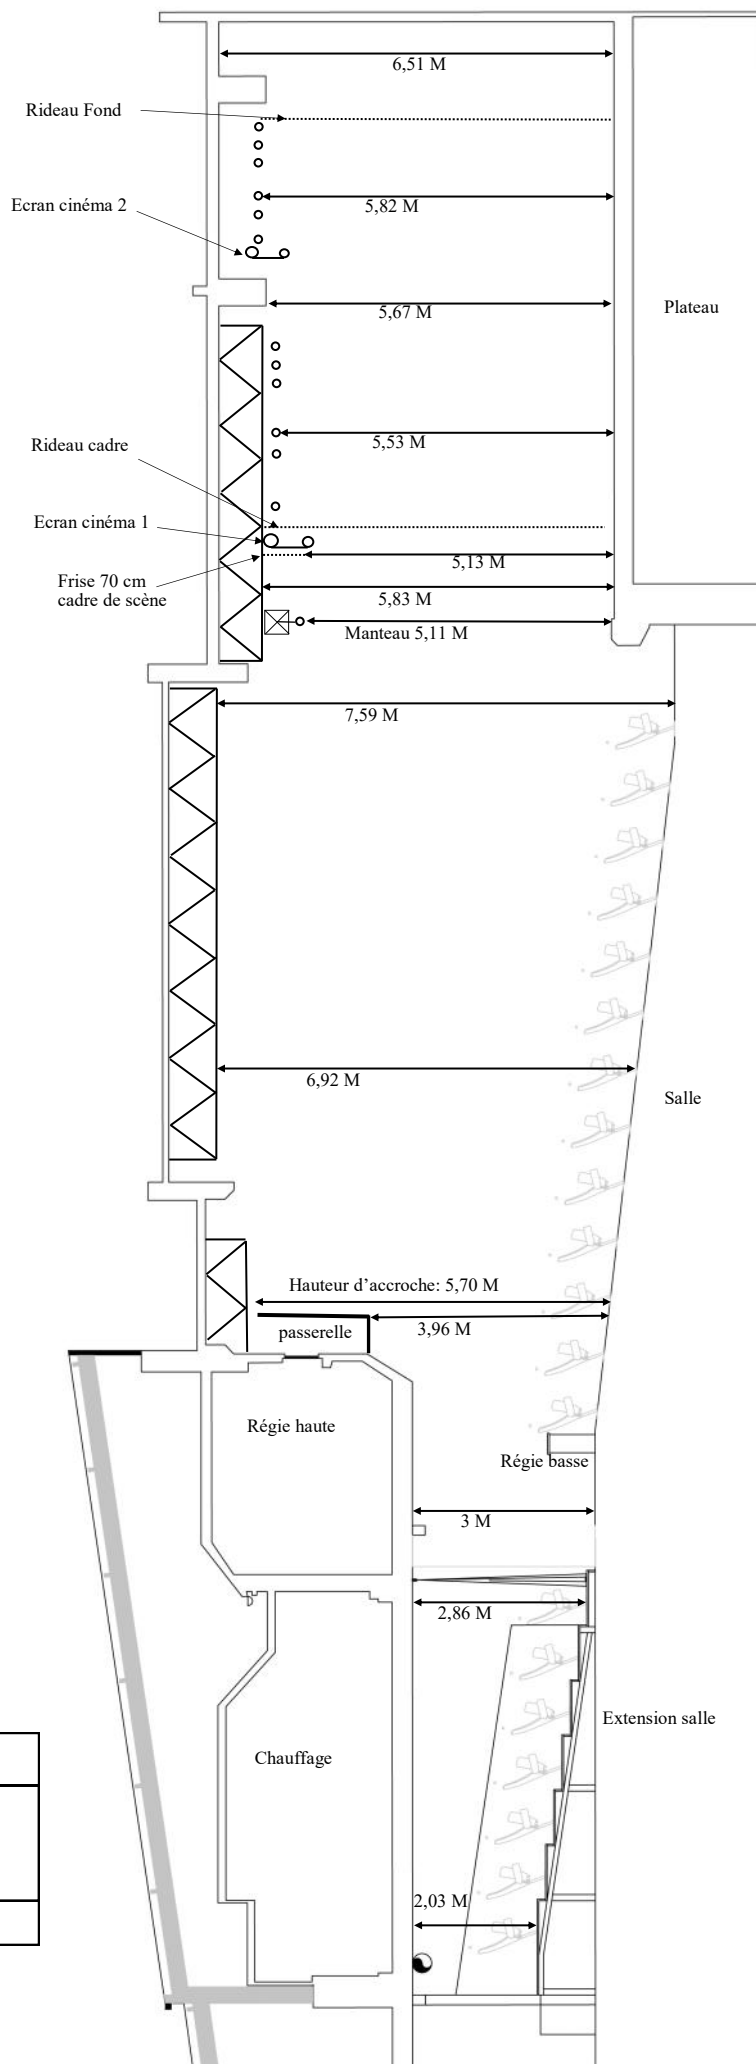 6,51 M
Rideau Fond
Ecran cinéma 2
5,82 M
5,67 M
Plateau
5,53 M
Rideau cadre
Ecran cinéma 1
5,13 M
Frise 70 cm
cadre de scène
5,83 M
Manteau 5,11 M
7,59 M
6,92 M
Salle
Hauteur d’accroche: 5,70 M
passerelle
3,96 M
Régie haute
Régie basse
3 M
2,86 M
Extension salle
Chauffage
2,03 M